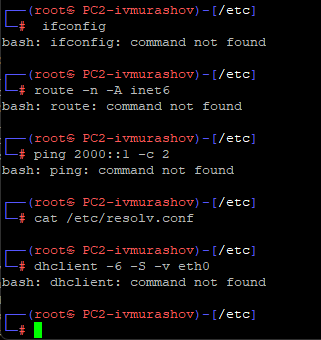 ┌──(root㉿ PC2-ivmurashov)-[/etc]
└─# ifconfig
bash: ifconfig: command not found
┌──(root㉿ PC2-ivmurashov)-[/etc]
└─# route -n -A inet6
bash: route: command not found
┌──(root㉿ PC2-ivmurashov)-[/etc]
└─# ping 2000::1 -c 2
bash: ping: command not found
┌──(root㉿ PC2-ivmurashov)-[/etc]
└─# cat /etc/resolv.conf
┌──(root㉿ PC2-ivmurashov)-[/etc]
└─# dhclient -6 -S -v eth0
bash: dhclient: command not found
┌──(root㉿ PC2-ivmurashov)-[/etc]
└─#